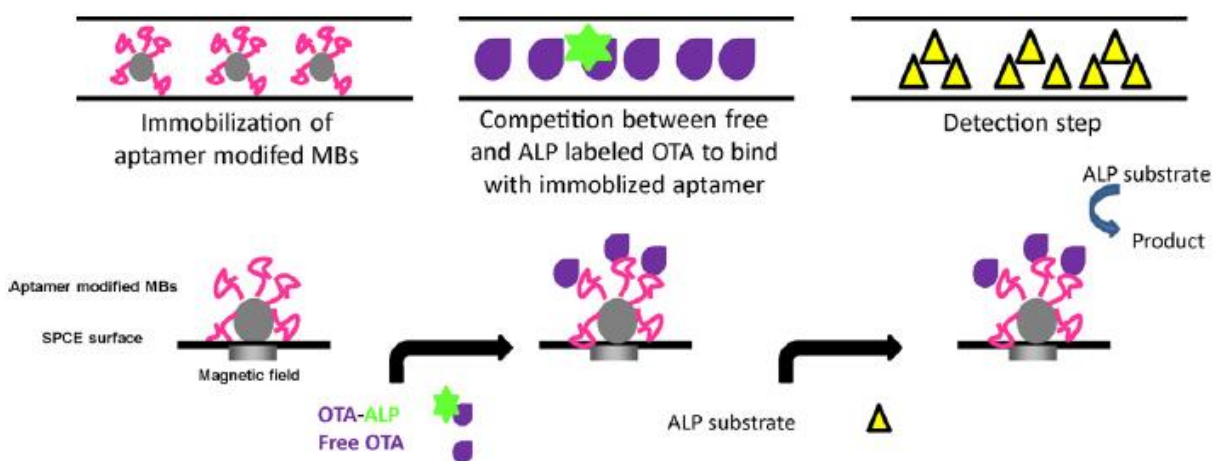 Immobilization of
aptamer modifed MBs
Competition between free
and ALP labeled OTA to bind
with immoblized aptamer
Detection step
ALP substrate
Product
Aptamer modified MBs
SPCE surface
Magnetic field
OTA-ALP
Free OTA
ALP substrate